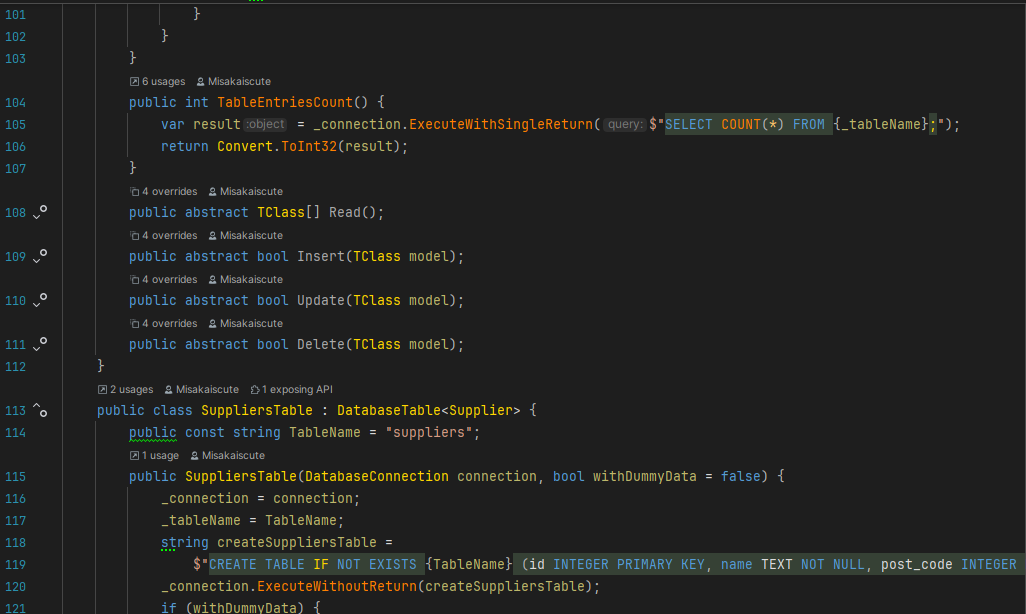 101 }
102 }
103 }
6 usages Misakaiscute
104 public int TableEntriesCount() {
105 var result :object = _connection.ExecuteWithSingleReturn( query: $"SELECT COUNT(*) FROM {_tableName};");
106 return Convert.ToInt32(result);
107 }
4 overrides Misakaiscute
108 public abstract TClass[] Read();
4 overrides Misakaiscute
109 public abstract bool Insert(TClass model);
4 overrides Misakaiscute
110 public abstract bool Update(TClass model);
4 overrides Misakaiscute
111 public abstract bool Delete(TClass model);
112 }
2 usages Misakaiscute 1 exposing API
113 public class SuppliersTable : DatabaseTable<Supplier> {
114 public const string TableName = "suppliers";
1 usage Misakaiscute
115 public SuppliersTable(DatabaseConnection connection, bool withDummyData = false) {
116 _connection = connection;
117 _tableName = TableName;
118 string createSuppliersTable =
119 $"CREATE TABLE IF NOT EXISTS {TableName} (id INTEGER PRIMARY KEY, name TEXT NOT NULL, post_code INTEGER
120 _connection.ExecuteWithoutReturn(createSuppliersTable);
121 if (withDummyData) {